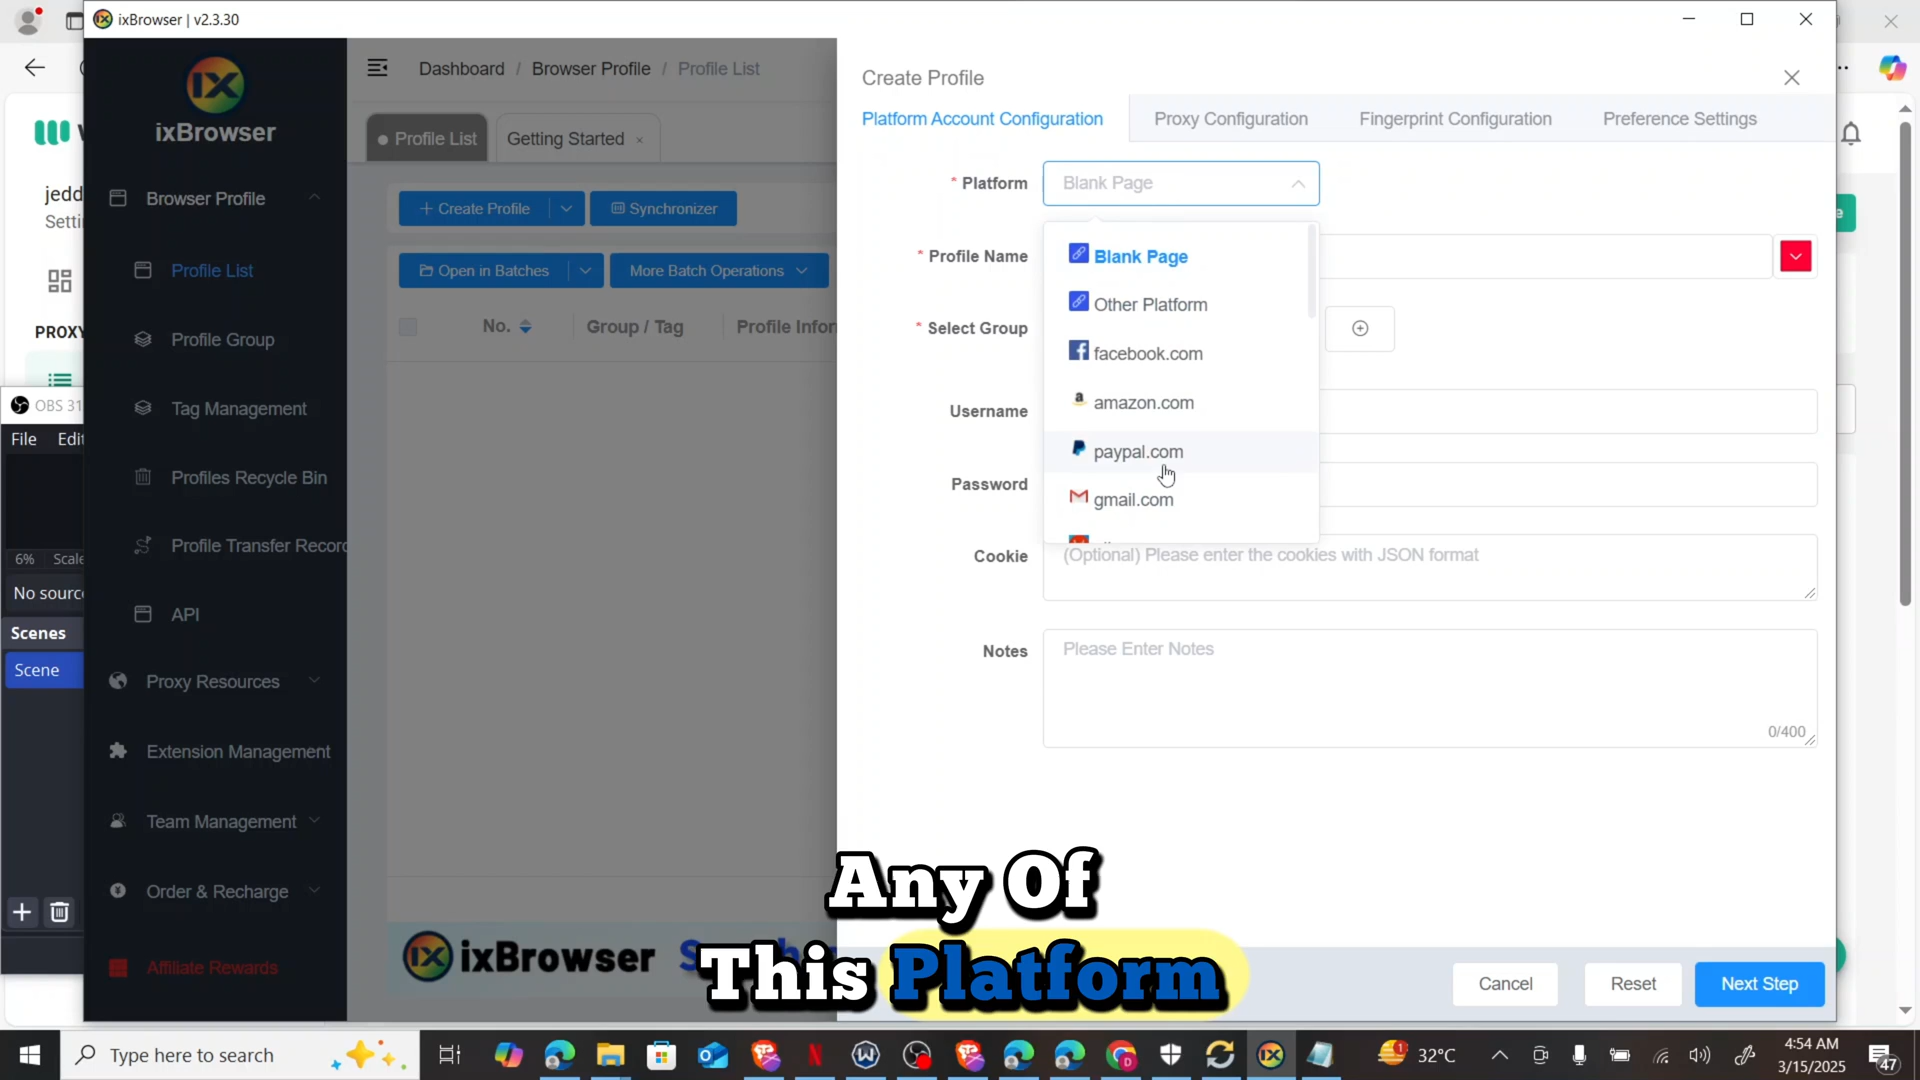 ixBrowser | v2.3.30
ixBrowser
Browser Profile
Profile List
Profile Group
Tag Management
Profiles Recycle Bin
Profile Transfer Record
API
Proxy Resources
Extension Management
Team Management
Order & Recharge
Affiliate Rewards
jedd
Setti
PROXY
OBS 31
File Edit
6% Scale
No source
Scenes
Scene
Dashboard / Browser Profile / Profile List
Profile List
Getting Started ×
+ Create Profile
Synchronizer
Open in Batches
More Batch Operations
No.
Group / Tag
Profile Infor
ixBrowser
Create Profile
Platform Account Configuration
Proxy Configuration
Fingerprint Configuration
Preference Settings
* Platform
Blank Page
Blank Page
Other Platform
facebook.com
amazon.com
paypal.com
gmail.com
* Profile Name
* Select Group
Username
Password
Cookie
(Optional) Please enter the cookies with JSON format
Notes
Please Enter Notes
0/400
Cancel
Reset
Next Step
Any Of
This Platform
Type here to search
32°C
4:54 AM
3/15/2025
47